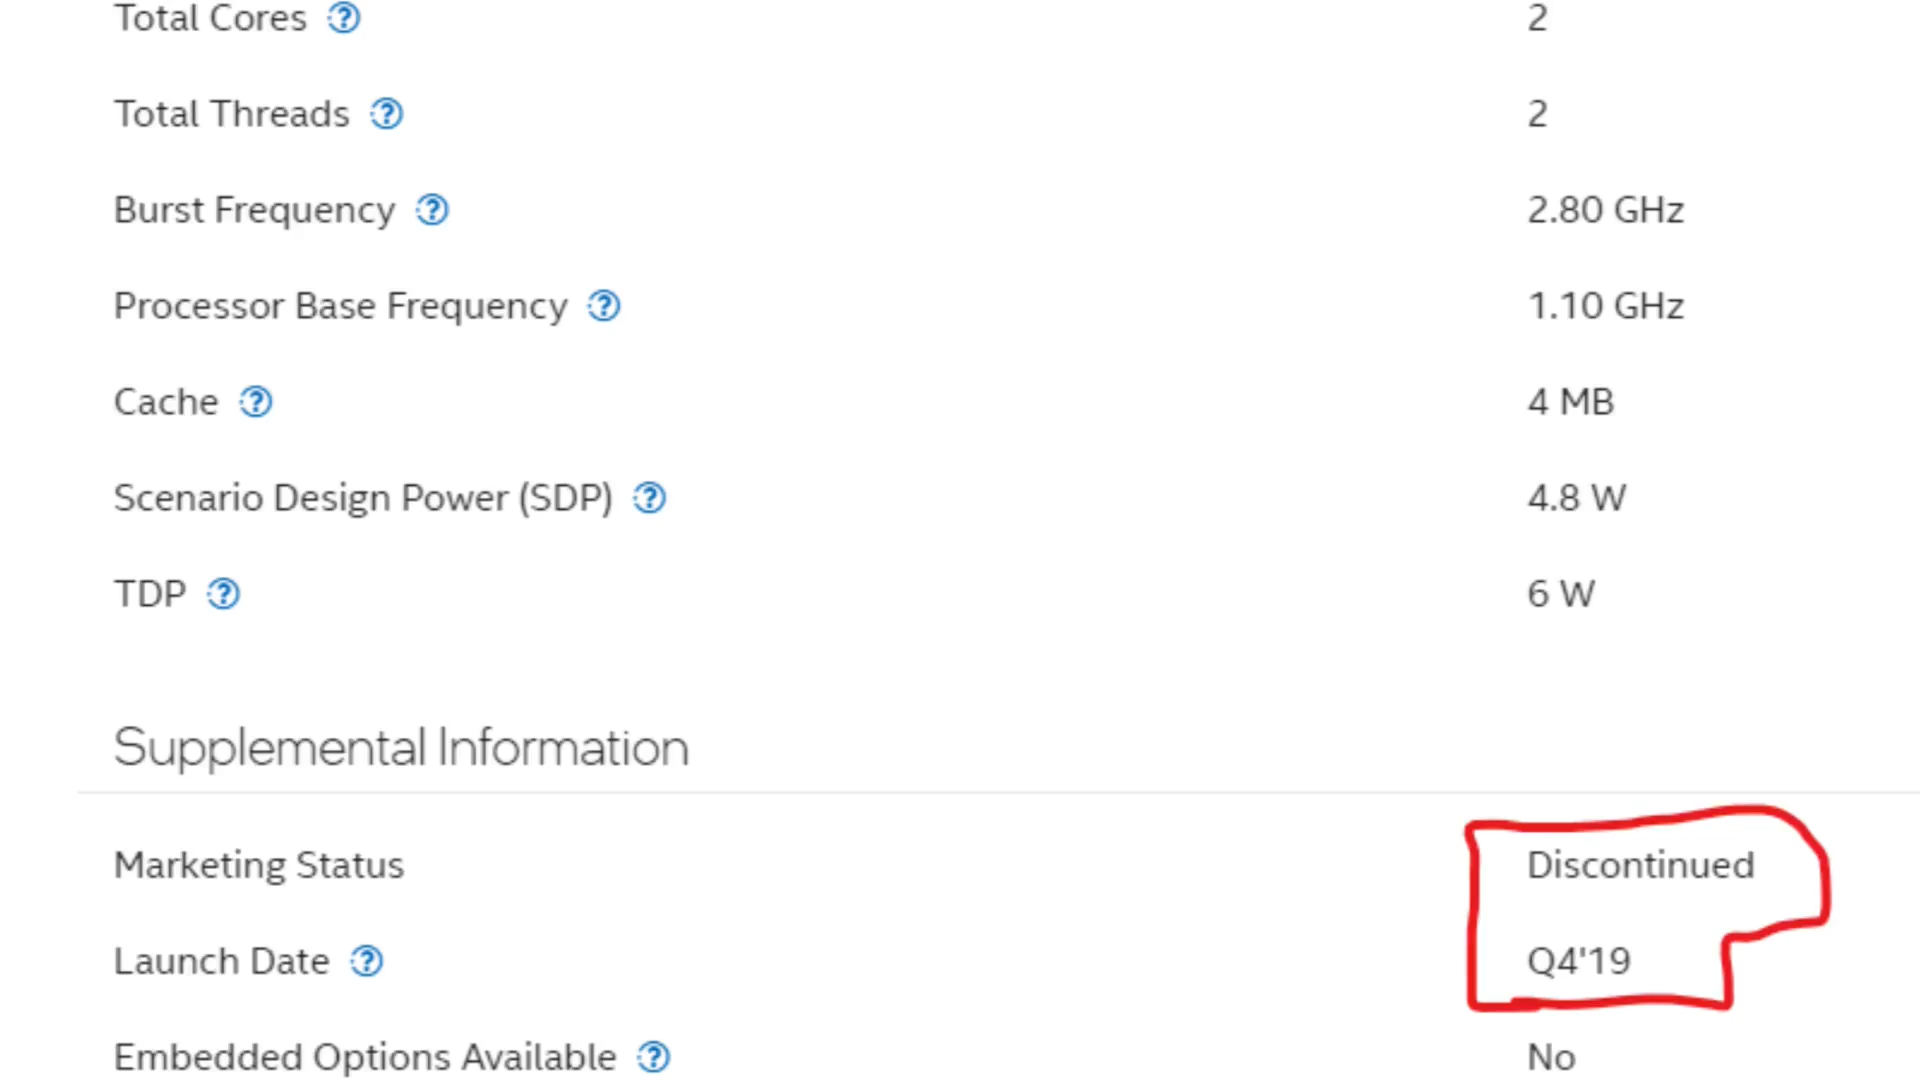 Total Cores 2
Total Threads 2
Burst Frequency 2.80 GHz
Processor Base Frequency 1.10 GHz
Cache 4 MB
Scenario Design Power (SDP) 4.8 W
TDP 6 W
Supplemental Information
Marketing Status Discontinued
Launch Date Q4'19
Embedded Options Available No